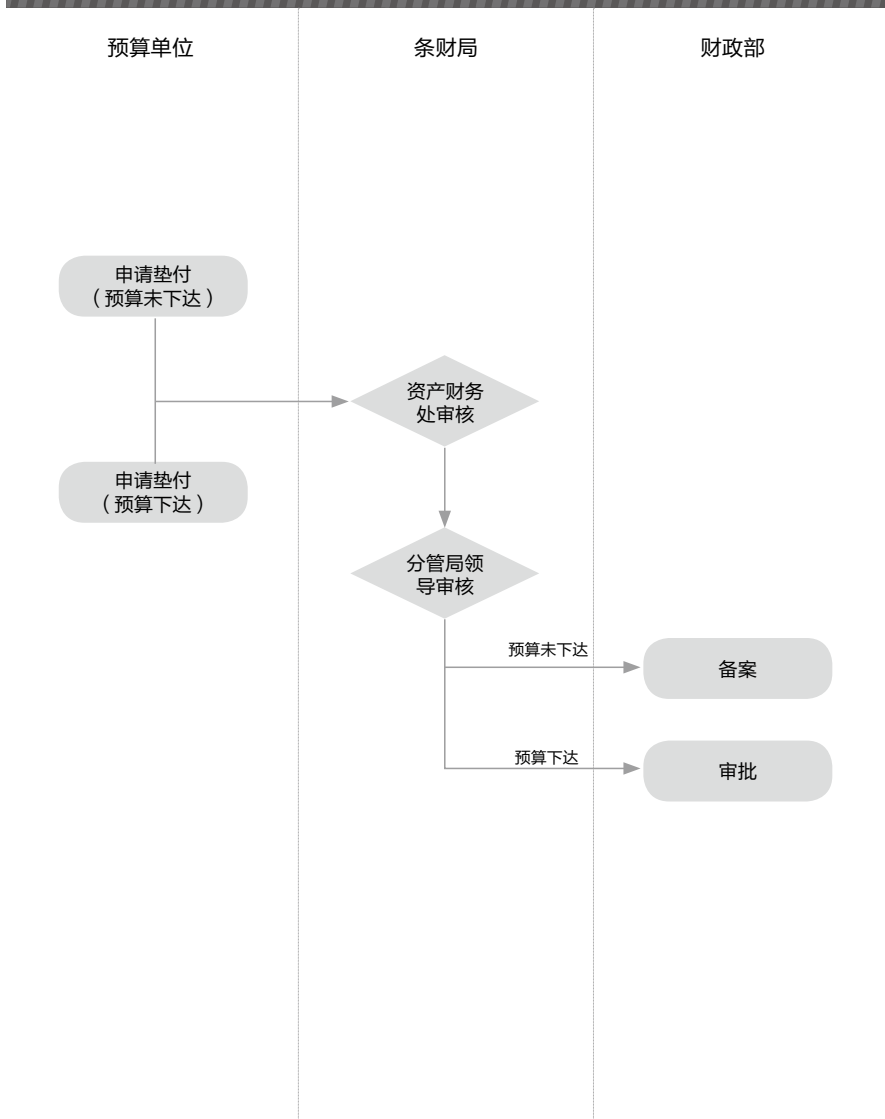 预算单位
条财局
财政部
申请垫付
（预算未下达）
资产财务
处审核
申请垫付
（预算下达）
分管局领
导审核
预算未下达
备案
预算下达
审批